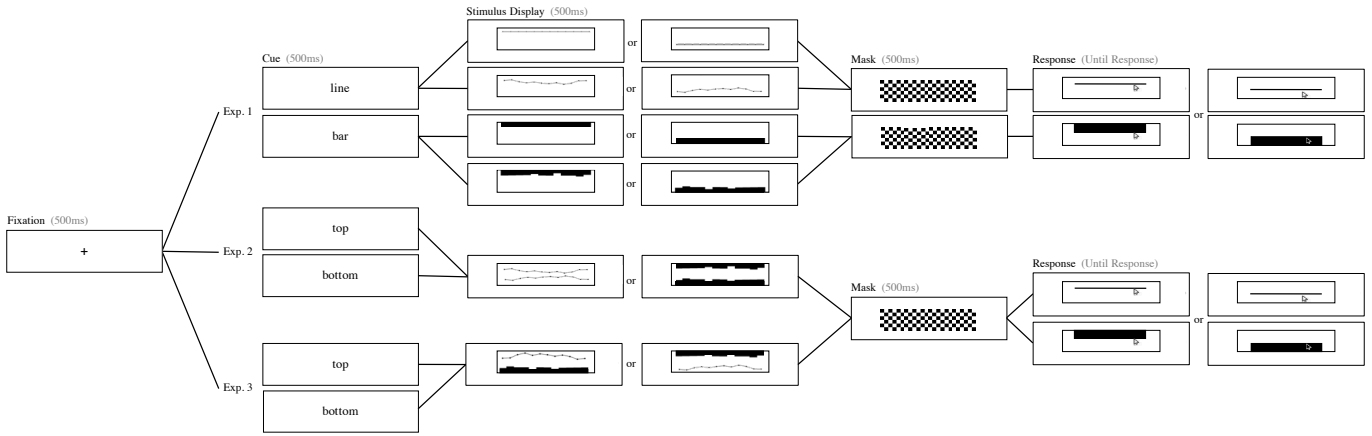 Stimulus Display (500ms)
or
Cue (500ms)
Mask (500ms)
Response (Until Response)
line
or
Exp. 1
or
bar
or
or
Fixation (500ms)
+
top
Exp. 2
bottom
or
Mask (500ms)
Response (Until Response)
or
top
or
Exp. 3
bottom